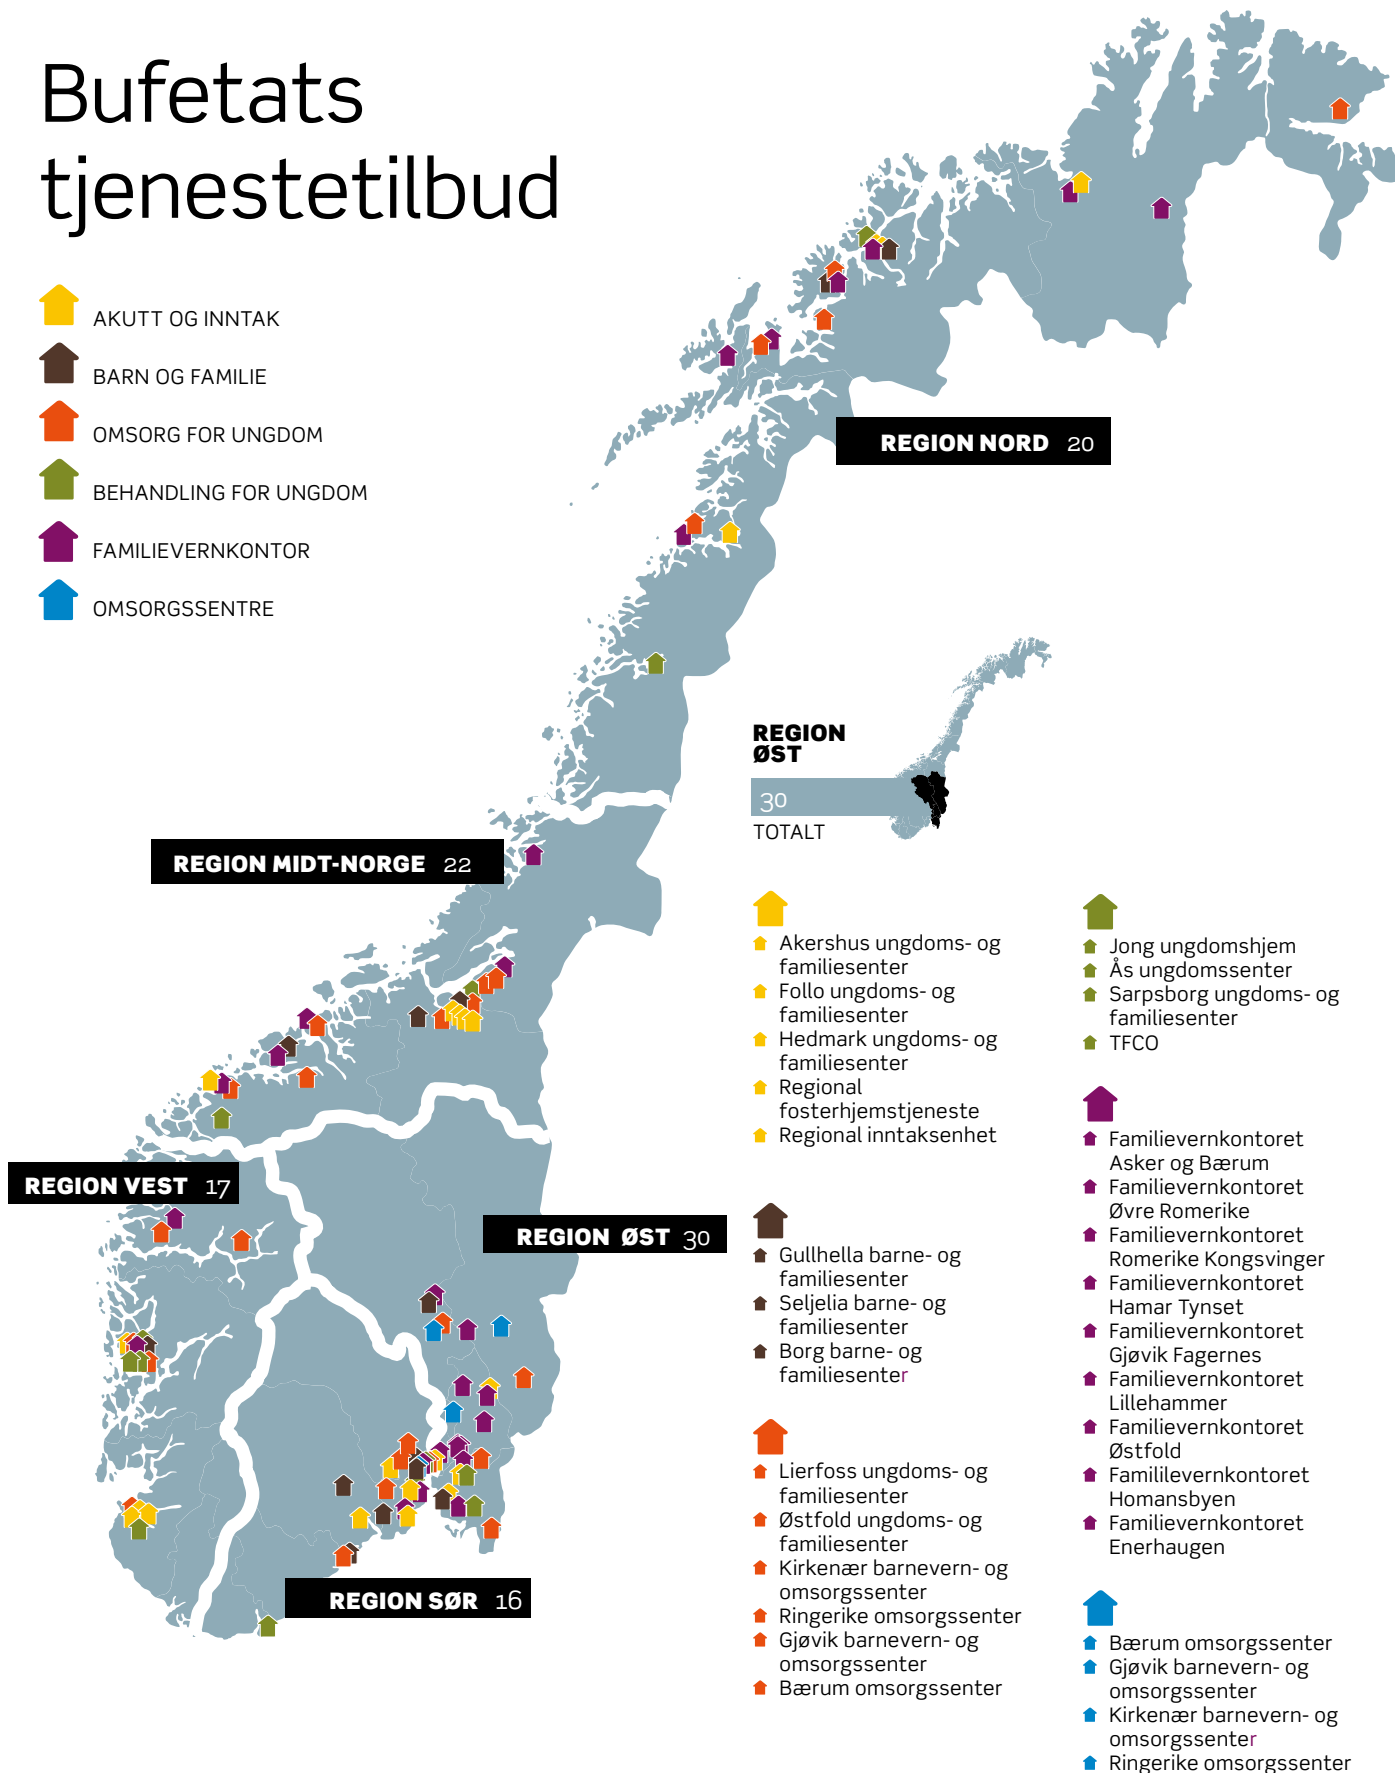 Bufetats
tjenestetilbud
AKUTT OG INNTAK
BARN OG FAMILIE
OMSORG FOR UNGDOM
BEHANDLING FOR UNGDOM
FAMILIEVERNKONTOR
OMSORGSSENTRE
REGION NORD 20
REGION MIDT-NORGE 22
REGION VEST 17
REGION ØST 30
REGION SØR 16
REGION
ØST
30
TOTALT
Akershus ungdoms- og
familiesenter
Follo ungdoms- og
familiesenter
Hedmark ungdoms- og
familiesenter
Regional
fosterhjemstjeneste
Regional inntaksenhet
Gullhella barne- og
familiesenter
Seljelia barne- og
familiesenter
Borg barne- og
familiesenter
Lierfoss ungdoms- og
familiesenter
Østfold ungdoms- og
familiesenter
Kirkenær barnevern- og
omsorgssenter
Ringerike omsorgssenter
Gjøvik barnevern- og
omsorgssenter
Bærum omsorgssenter
Jong ungdomshjem
Ås ungdomssenter
Sarpsborg ungdoms- og
familiesenter
TFCO
Familievernkontoret
Asker og Bærum
Familievernkontoret
Øvre Romerike
Familievernkontoret
Romerike Kongsvinger
Familievernkontoret
Hamar Tynset
Familievernkontoret
Gjøvik Fagernes
Familievernkontoret
Lillehammer
Familievernkontoret
Østfold
Famililevernkontoret
Homansbyen
Familievernkontoret
Enerhaugen
Bærum omsorgssenter
Gjøvik barnevern- og
omsorgssenter
Kirkenær barnevern- og
omsorgssenter
Ringerike omsorgssenter